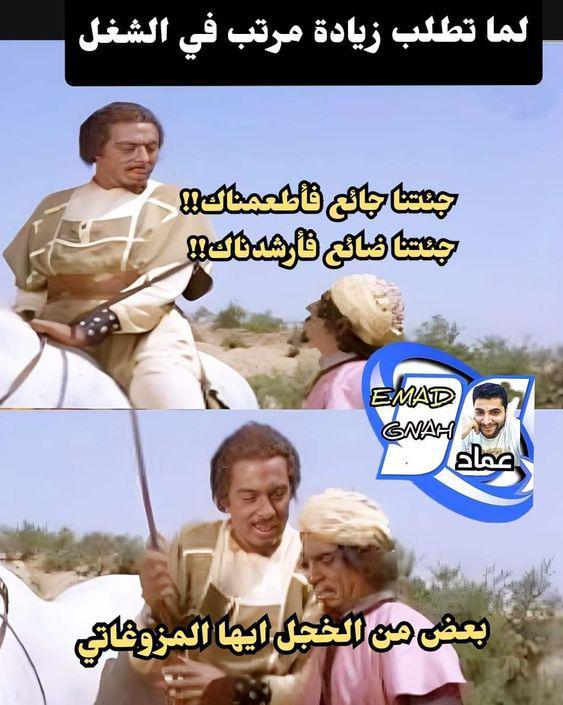 لما تطلب زيادة مرتب في الشغل
جئتنا جائع فأطعمناك!!
جئتنا ضائع فأرشدناك!!
EMAD
GNAH
عماد
بعض من الخجل ايها المزوغاتي